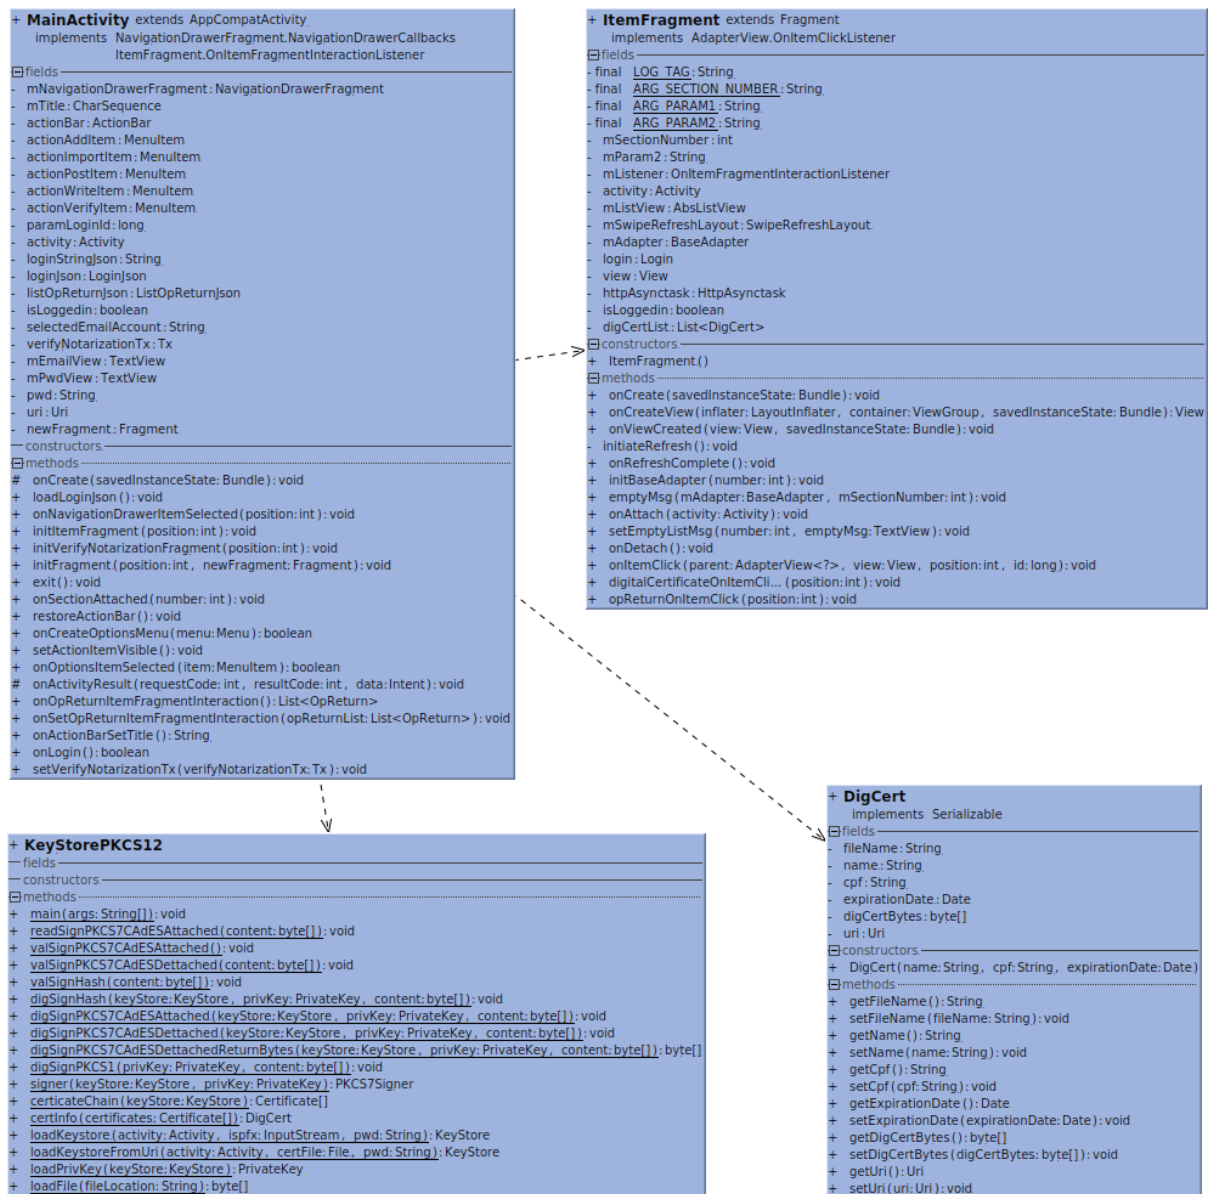 + MainActivity extends AppCompatActivity
implements NavigationDrawerFragment.NavigationDrawerCallbacks
ItemFragment.OnItemFragmentInteractionListener
fields
- mNavigationDrawerFragment: NavigationDrawerFragment
- mTitle: CharSequence
- actionBar: ActionBar
- actionAddItem: MenuItem
- actionImportItem: MenuItem
- actionPostItem: MenuItem
- actionWriteItem: MenuItem
- actionVerifyItem: MenuItem
- paramLoginId: long
- activity: Activity
- loginStringJson: String
- loginJson: LoginJson
- listOpReturnJson: ListOpReturnJson
- isLoggedin: boolean
- selectedEmailAccount: String
- verifyNotarizationTx: Tx
- mEmailView: TextView
- mPwdView: TextView
- pwd: String
- uri: Uri
- newFragment: Fragment
constructors
methods
# onCreate(savedInstanceState: Bundle): void
+ loadLoginJson(): void
+ onNavigationDrawerItemSelected(position: int): void
+ initItemFragment(position: int): void
+ initVerifyNotarizationFragment(position: int): void
+ initFragment(position: int, newFragment: Fragment): void
+ exit(): void
+ onSectionAttached(number: int): void
+ restoreActionBar(): void
+ onCreateOptionsMenu(menu: Menu): boolean
+ setActionItemVisible(): void
+ onOptionsItemSelected(item: MenuItem): boolean
# onActivityResult(requestCode: int, resultCode: int, data: Intent): void
+ onOpReturnItemFragmentInteraction(): List<OpReturn>
+ onSetOpReturnItemFragmentInteraction(opReturnList: List<OpReturn>): void
+ onActionBarSetTitle(): String
+ onLogin(): boolean
+ setVerifyNotarizationTx(verifyNotarizationTx: Tx): void
+ ItemFragment extends Fragment
implements AdapterView.OnItemClickListener
fields
- final LOG_TAG: String
- final ARG_SECTION_NUMBER: String
- final ARG_PARAM1: String
- final ARG_PARAM2: String
- mSectionNumber: int
- mParam2: String
- mListener: OnItemFragmentInteractionListener
- activity: Activity
- mListView: AbsListView
- mSwipeRefreshLayout: SwipeRefreshLayout
- mAdapter: BaseAdapter
- login: Login
- view: View
- httpAsynctask: HttpAsynctask
- isLoggedin: boolean
- digCertList: List<DigCert>
constructors
+ ItemFragment()
methods
+ onCreate(savedInstanceState: Bundle): void
+ onCreateView(inflater: LayoutInflater, container: ViewGroup, savedInstanceState: Bundle): View
+ onViewCreated(view: View, savedInstanceState: Bundle): void
- initiateRefresh(): void
+ onRefreshComplete(): void
+ initBaseAdapter(number: int): void
+ emptyMsg(mAdapter: BaseAdapter, mSectionNumber: int): void
+ onAttach(activity: Activity): void
+ setEmptyListMsg(number: int, emptyMsg: TextView): void
+ onDetach(): void
+ onItemClick(parent: AdapterView<?>, view: View, position: int, id: long): void
+ digitalCertificateOnItemCli...(position: int): void
+ opReturnOnItemClick(position: int): void
+ KeyStorePKCS12
fields
constructors
methods
+ main(args: String[]): void
+ readSignPKCS7CAdESAttached(content: byte[]): void
+ valSignPKCS7CAdESAttached(): void
+ valSignPKCS7CAdESDettached(content: byte[]): void
+ valSignHash(content: byte[]): void
+ digSignHash(keyStore: KeyStore, privKey: PrivateKey, content: byte[]): void
+ digSignPKCS7CAdESAttached(keyStore: KeyStore, privKey: PrivateKey, content: byte[]): void
+ digSignPKCS7CAdESDettached(keyStore: KeyStore, privKey: PrivateKey, content: byte[]): void
+ digSignPKCS7CAdESDettachedReturnBytes(keyStore: KeyStore, privKey: PrivateKey, content: byte[]): byte[]
+ digSignPKCS1(privKey: PrivateKey, content: byte[]): void
+ signer(keyStore: KeyStore, privKey: PrivateKey): PKCS7Signer
+ certicateChain(keyStore: KeyStore): Certificate[]
+ certInfo(certificates: Certificate[]): DigCert
+ loadKeystore(activity: Activity, ispfx: InputStream, pwd: String): KeyStore
+ loadKeystoreFromUri(activity: Activity, certFile: File, pwd: String): KeyStore
+ loadPrivKey(keyStore: KeyStore): PrivateKey
+ loadFile(fileLocation: String): byte[]
+ DigCert
implements Serializable
fields
- fileName: String
- name: String
- cpf: String
- expirationDate: Date
- digCertBytes: byte[]
- uri: Uri
constructors
+ DigCert(name: String, cpf: String, expirationDate: Date)
methods
+ getFileName(): String
+ setFileName(fileName: String): void
+ getName(): String
+ setName(name: String): void
+ getCpf(): String
+ setCpf(cpf: String): void
+ getExpirationDate(): Date
+ setExpirationDate(expirationDate: Date): void
+ getDigCertBytes(): byte[]
+ setDigCertBytes(digCertBytes: byte[]): void
+ getUri(): Uri
+ setUri(uri: Uri): void